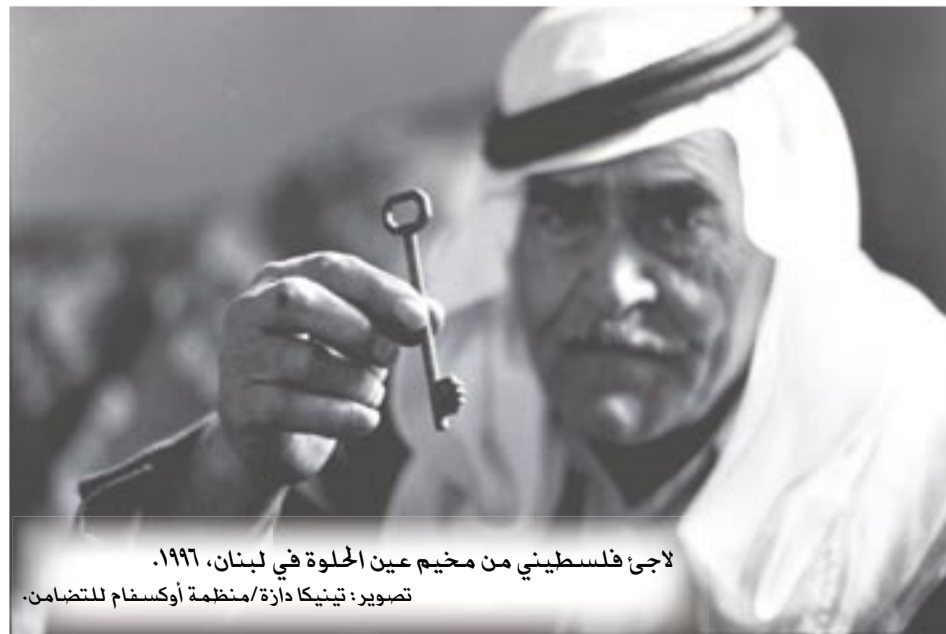 لاجئ فلسطيني من مخيم عين الحلوة في لبنان، ١٩٩٦.
تصوير: تينيكا دازة/منظمة أوكسفام للتضامن.